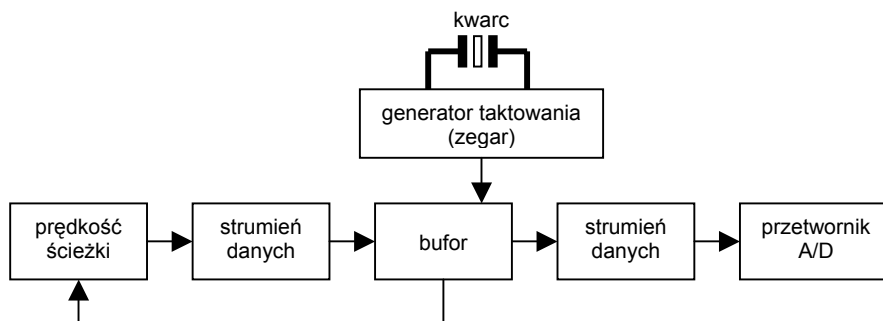 kwarc
generator taktowania
(zegar)
prędkość
ścieżki
strumień
danych
bufor
strumień
danych
przetwornik
A/D